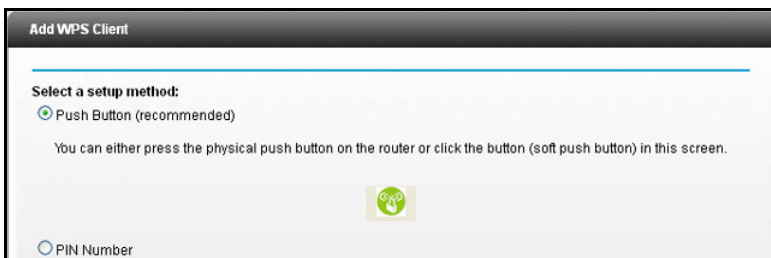 Add WPS Client
Select a setup method:
Push Button (recommended)
You can either press the physical push button on the router or click the button (soft push button) in this screen.
PIN Number